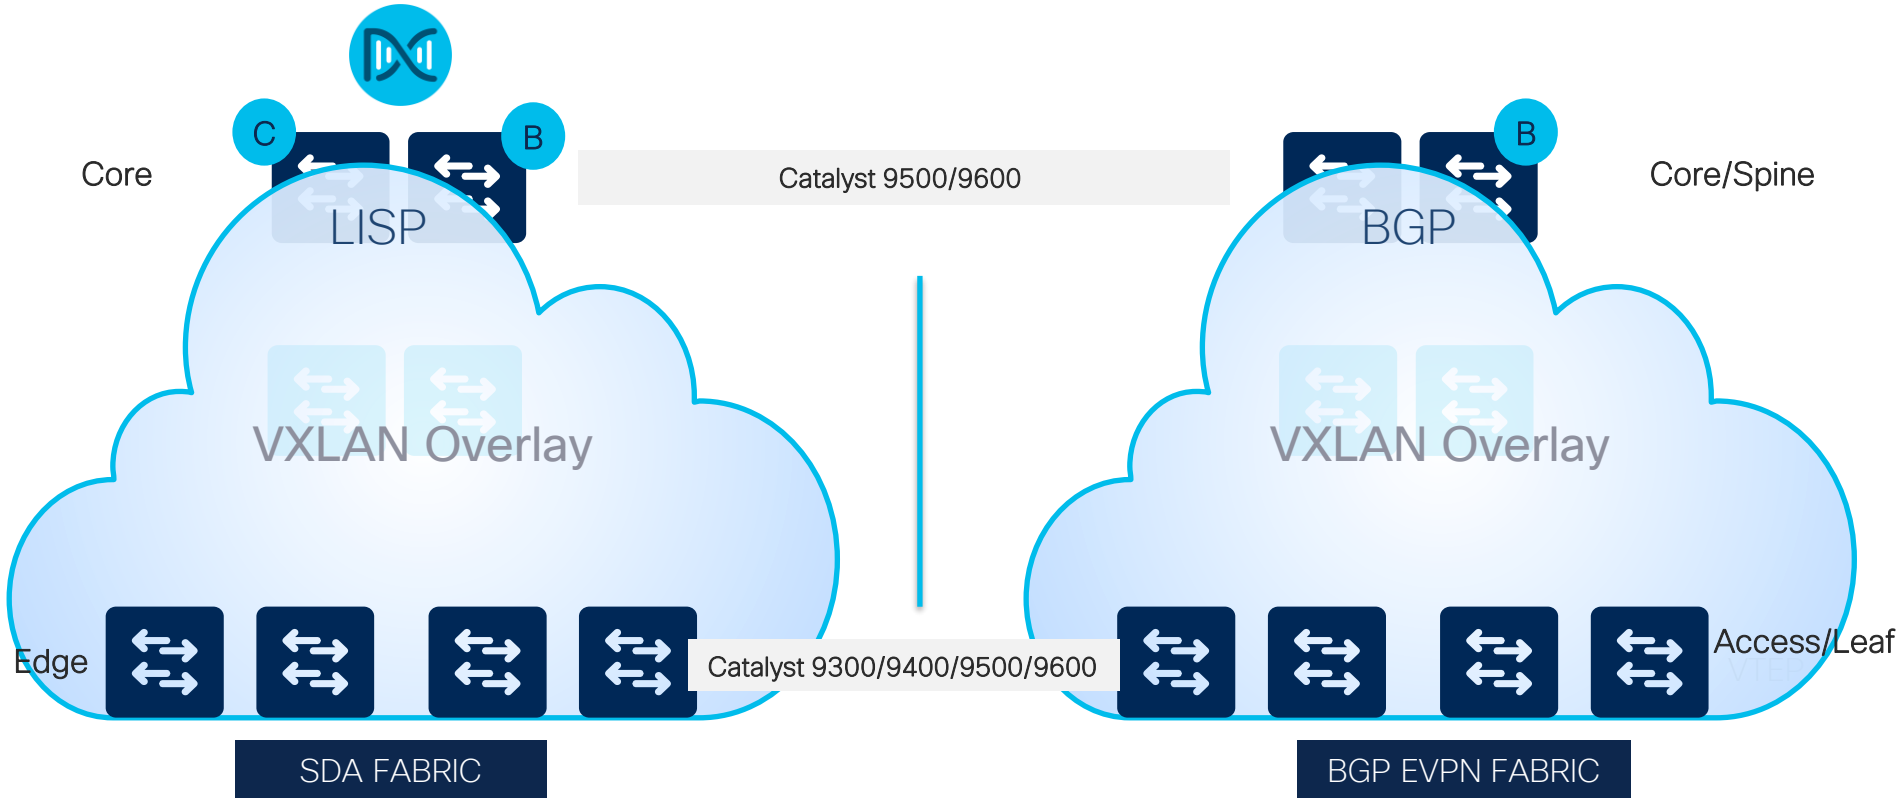 C
B
B
Core
Catalyst 9500/9600
Core/Spine
LISP
BGP
VXLAN Overlay
VXLAN Overlay
Edge
Catalyst 9300/9400/9500/9600
Access/Leaf
VTEP
SDA FABRIC
BGP EVPN FABRIC